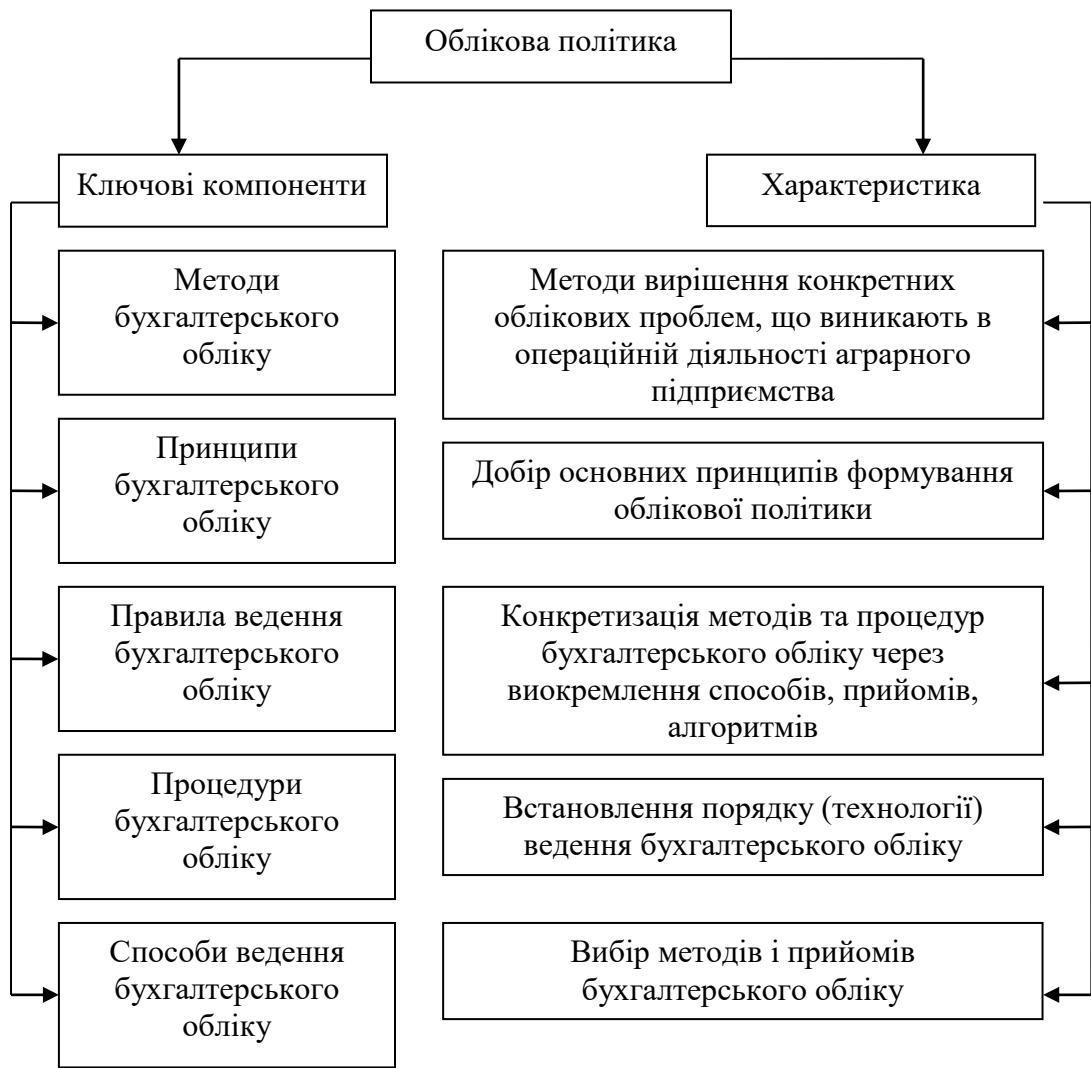 Облікова політика
Ключові компоненти
Характеристика
Методи
бухгалтерського
обліку
Методи вирішення конкретних
облікових проблем, що виникають в
операційній діяльності аграрного
підприємства
Принципи
бухгалтерського
обліку
Добір основних принципів формування
облікової політики
Правила ведення
бухгалтерського
обліку
Конкретизація методів та процедур
бухгалтерського обліку через
виокремлення способів, прийомів,
алгоритмів
Процедури
бухгалтерського
обліку
Встановлення порядку (технології)
ведення бухгалтерського обліку
Способи ведення
бухгалтерського
обліку
Вибір методів і прийомів
бухгалтерського обліку